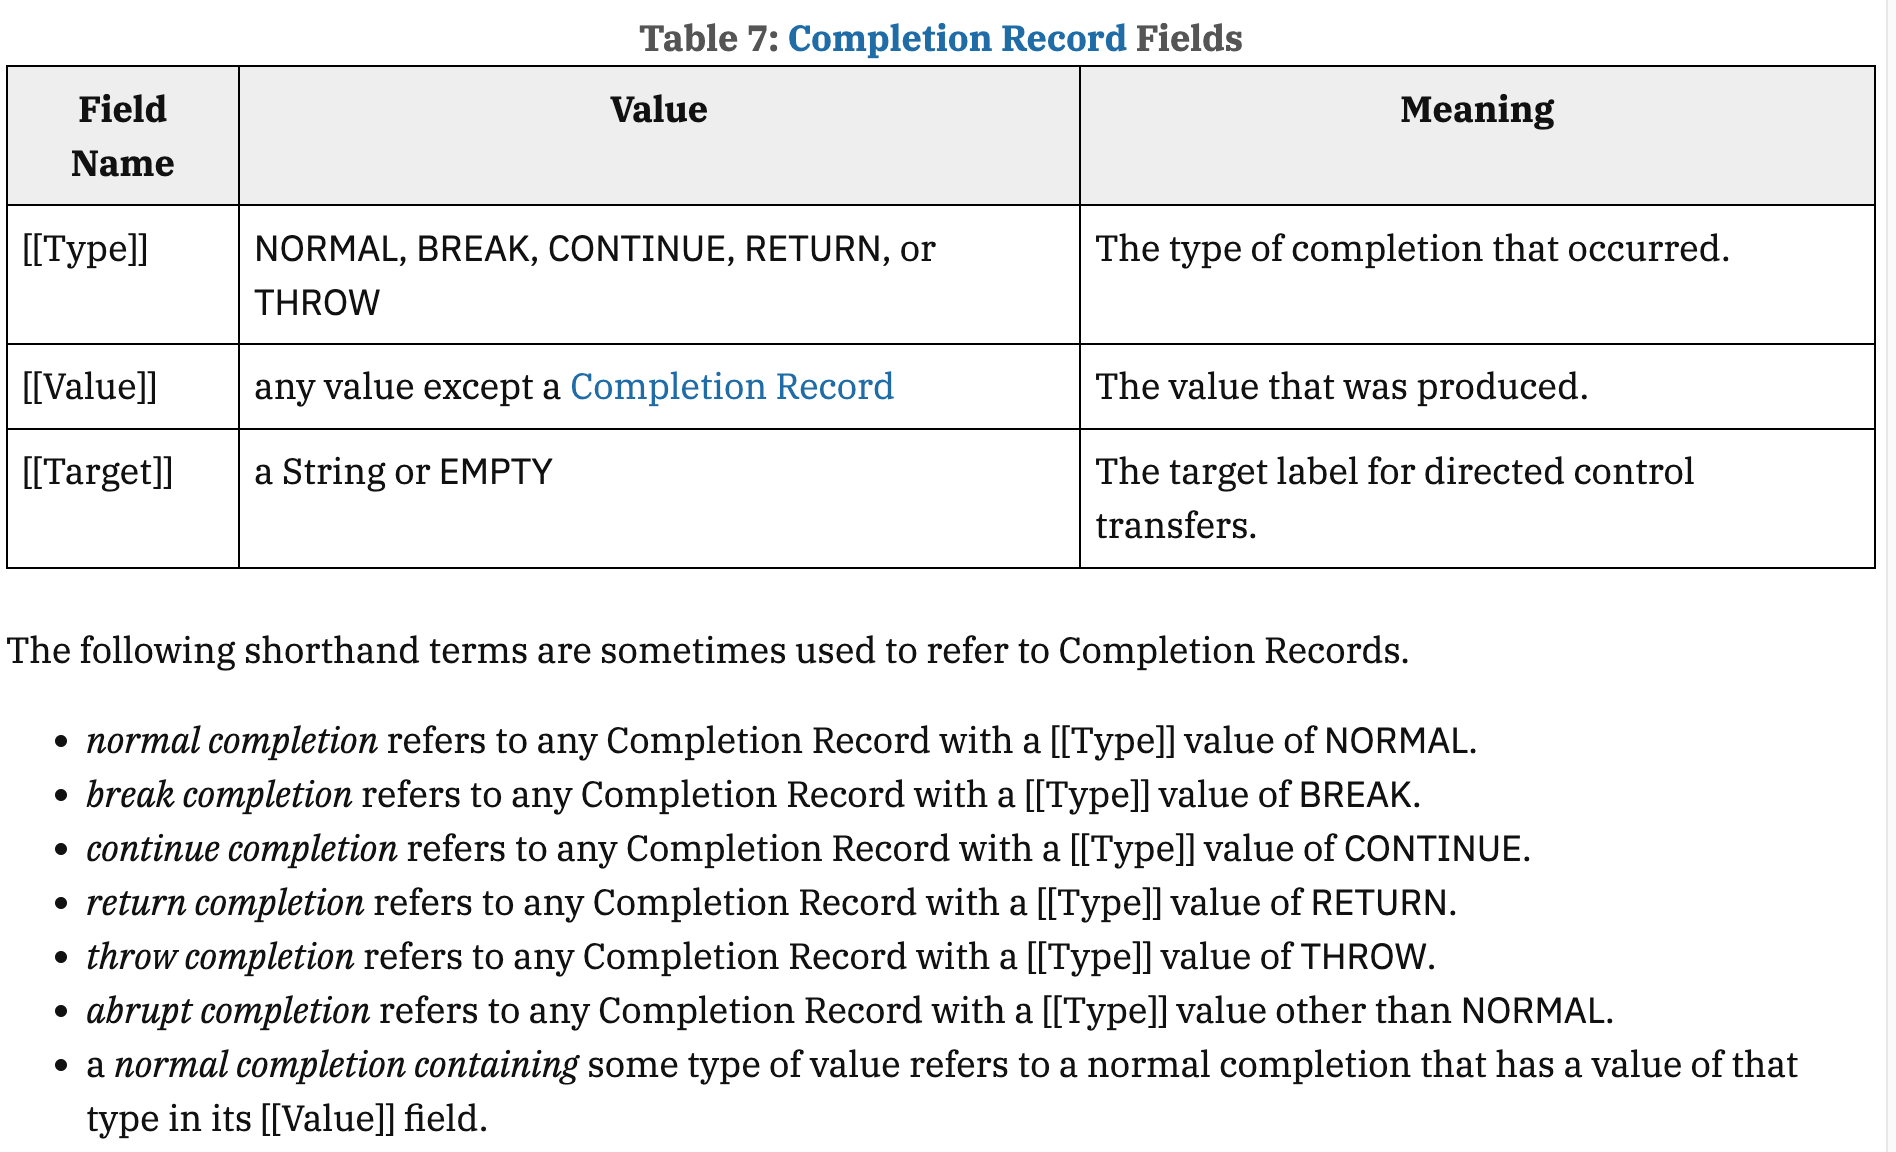 Table 7: Completion Record Fields
Field Name
Value
Meaning
[[Type]]
NORMAL, BREAK, CONTINUE, RETURN, or
THROW
The type of completion that occurred.
[[Value]]
any value except a Completion Record
The value that was produced.
[[Target]]
a String or EMPTY
The target label for directed control
transfers.
The following shorthand terms are sometimes used to refer to Completion Records.
• normal completion refers to any Completion Record with a [[Type]] value of NORMAL.
• break completion refers to any Completion Record with a [[Type]] value of BREAK.
• continue completion refers to any Completion Record with a [[Type]] value of CONTINUE.
• return completion refers to any Completion Record with a [[Type]] value of RETURN.
• throw completion refers to any Completion Record with a [[Type]] value of THROW.
• abrupt completion refers to any Completion Record with a [[Type]] value other than NORMAL.
• a normal completion containing some type of value refers to a normal completion that has a value of that
type in its [[Value]] field.